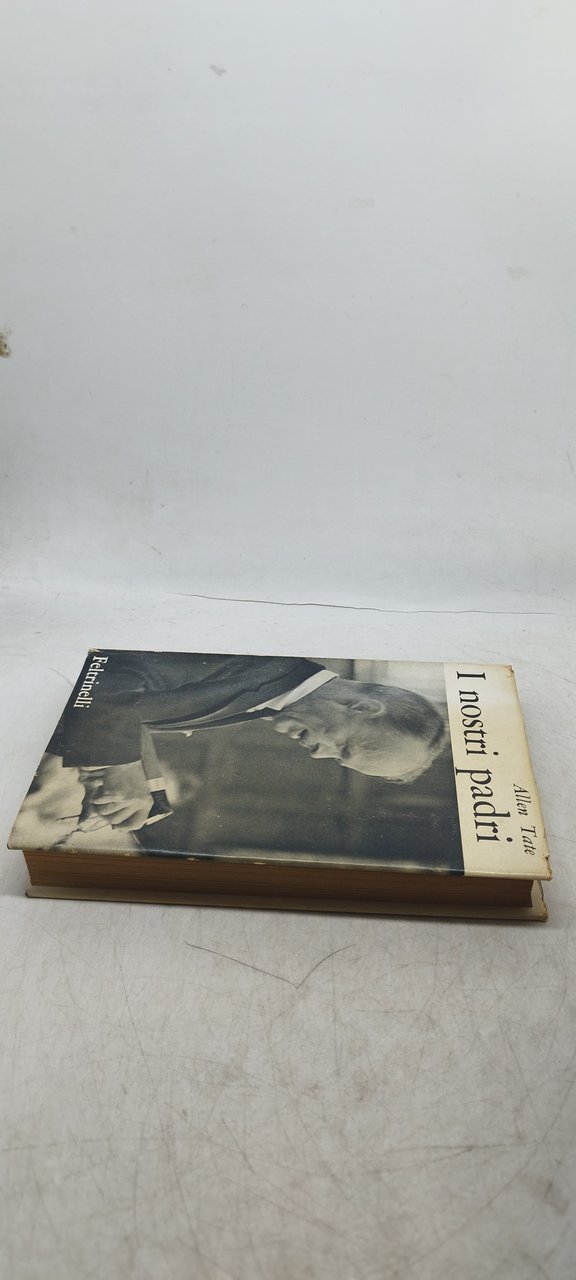 Allen Tate
I nostri padri
Feltrinelli